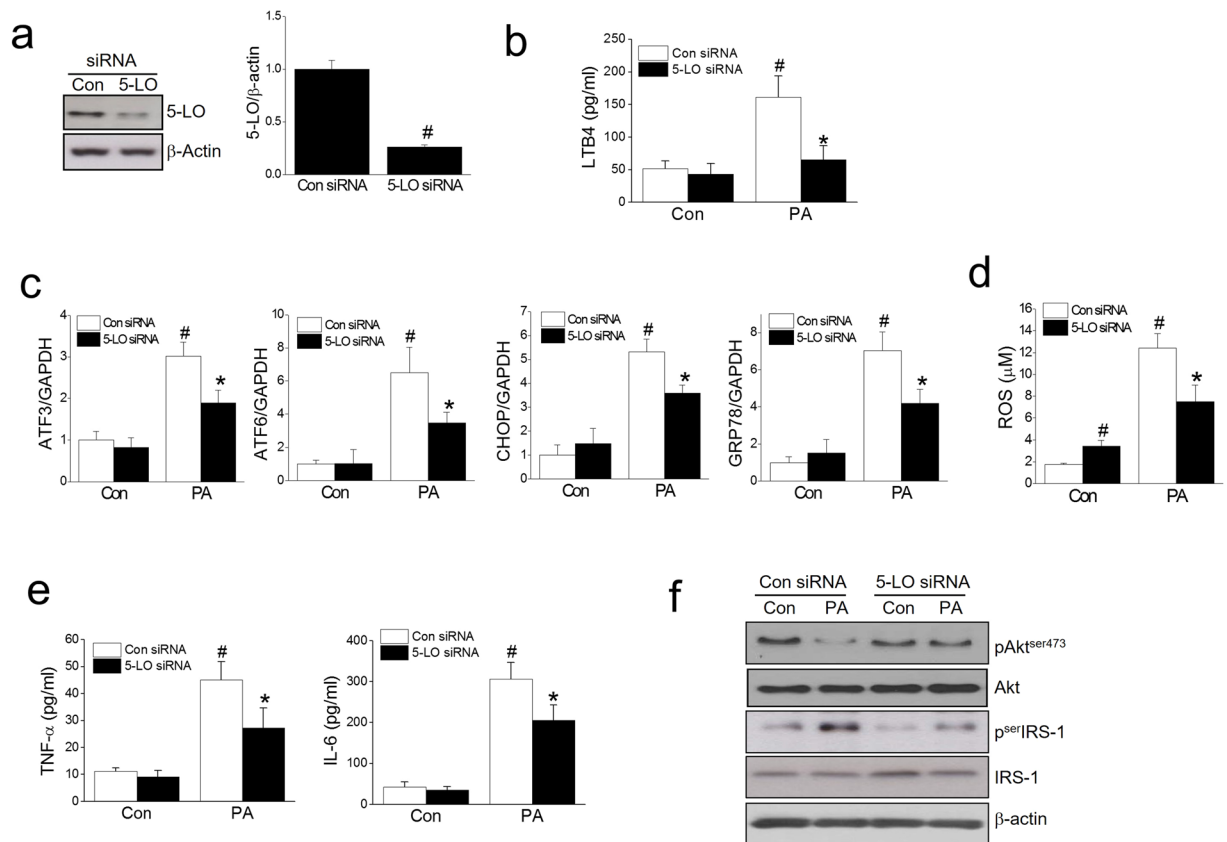 a
siRNA
Con 5-LO
5-LO
β-Actin
5-LO/β-actin
1.5
1.0
0.5
0.0
#
Con siRNA 5-LO siRNA
b
LTB4 (pg/ml)
250
200
150
100
50
0
Con siRNA
5-LO siRNA
#
*
Con PA
c
ATF3/GAPDH
4
3
2
1
0
Con siRNA
5-LO siRNA
#
*
Con PA
ATF6/GAPDH
10
8
6
4
2
0
Con siRNA
5-LO siRNA
#
*
Con PA
CHOP/GAPDH
7
6
5
4
3
2
1
0
Con siRNA
5-LO siRNA
#
*
Con PA
GRP78/GAPDH
8
6
4
2
0
Con siRNA
5-LO siRNA
#
*
Con PA
d
ROS (μM)
16
14
12
10
8
6
4
2
0
Con siRNA
5-LO siRNA
#
#
*
Con PA
e
TNF-α (pg/ml)
60
50
40
30
20
10
0
Con siRNA
5-LO siRNA
#
*
Con PA
IL-6 (pg/ml)
400
300
200
100
0
Con siRNA
5-LO siRNA
#
*
Con PA
f
Con siRNA 5-LO siRNA
Con PA Con PA
pAktser473
Akt
pserIRS-1
IRS-1
β-actin